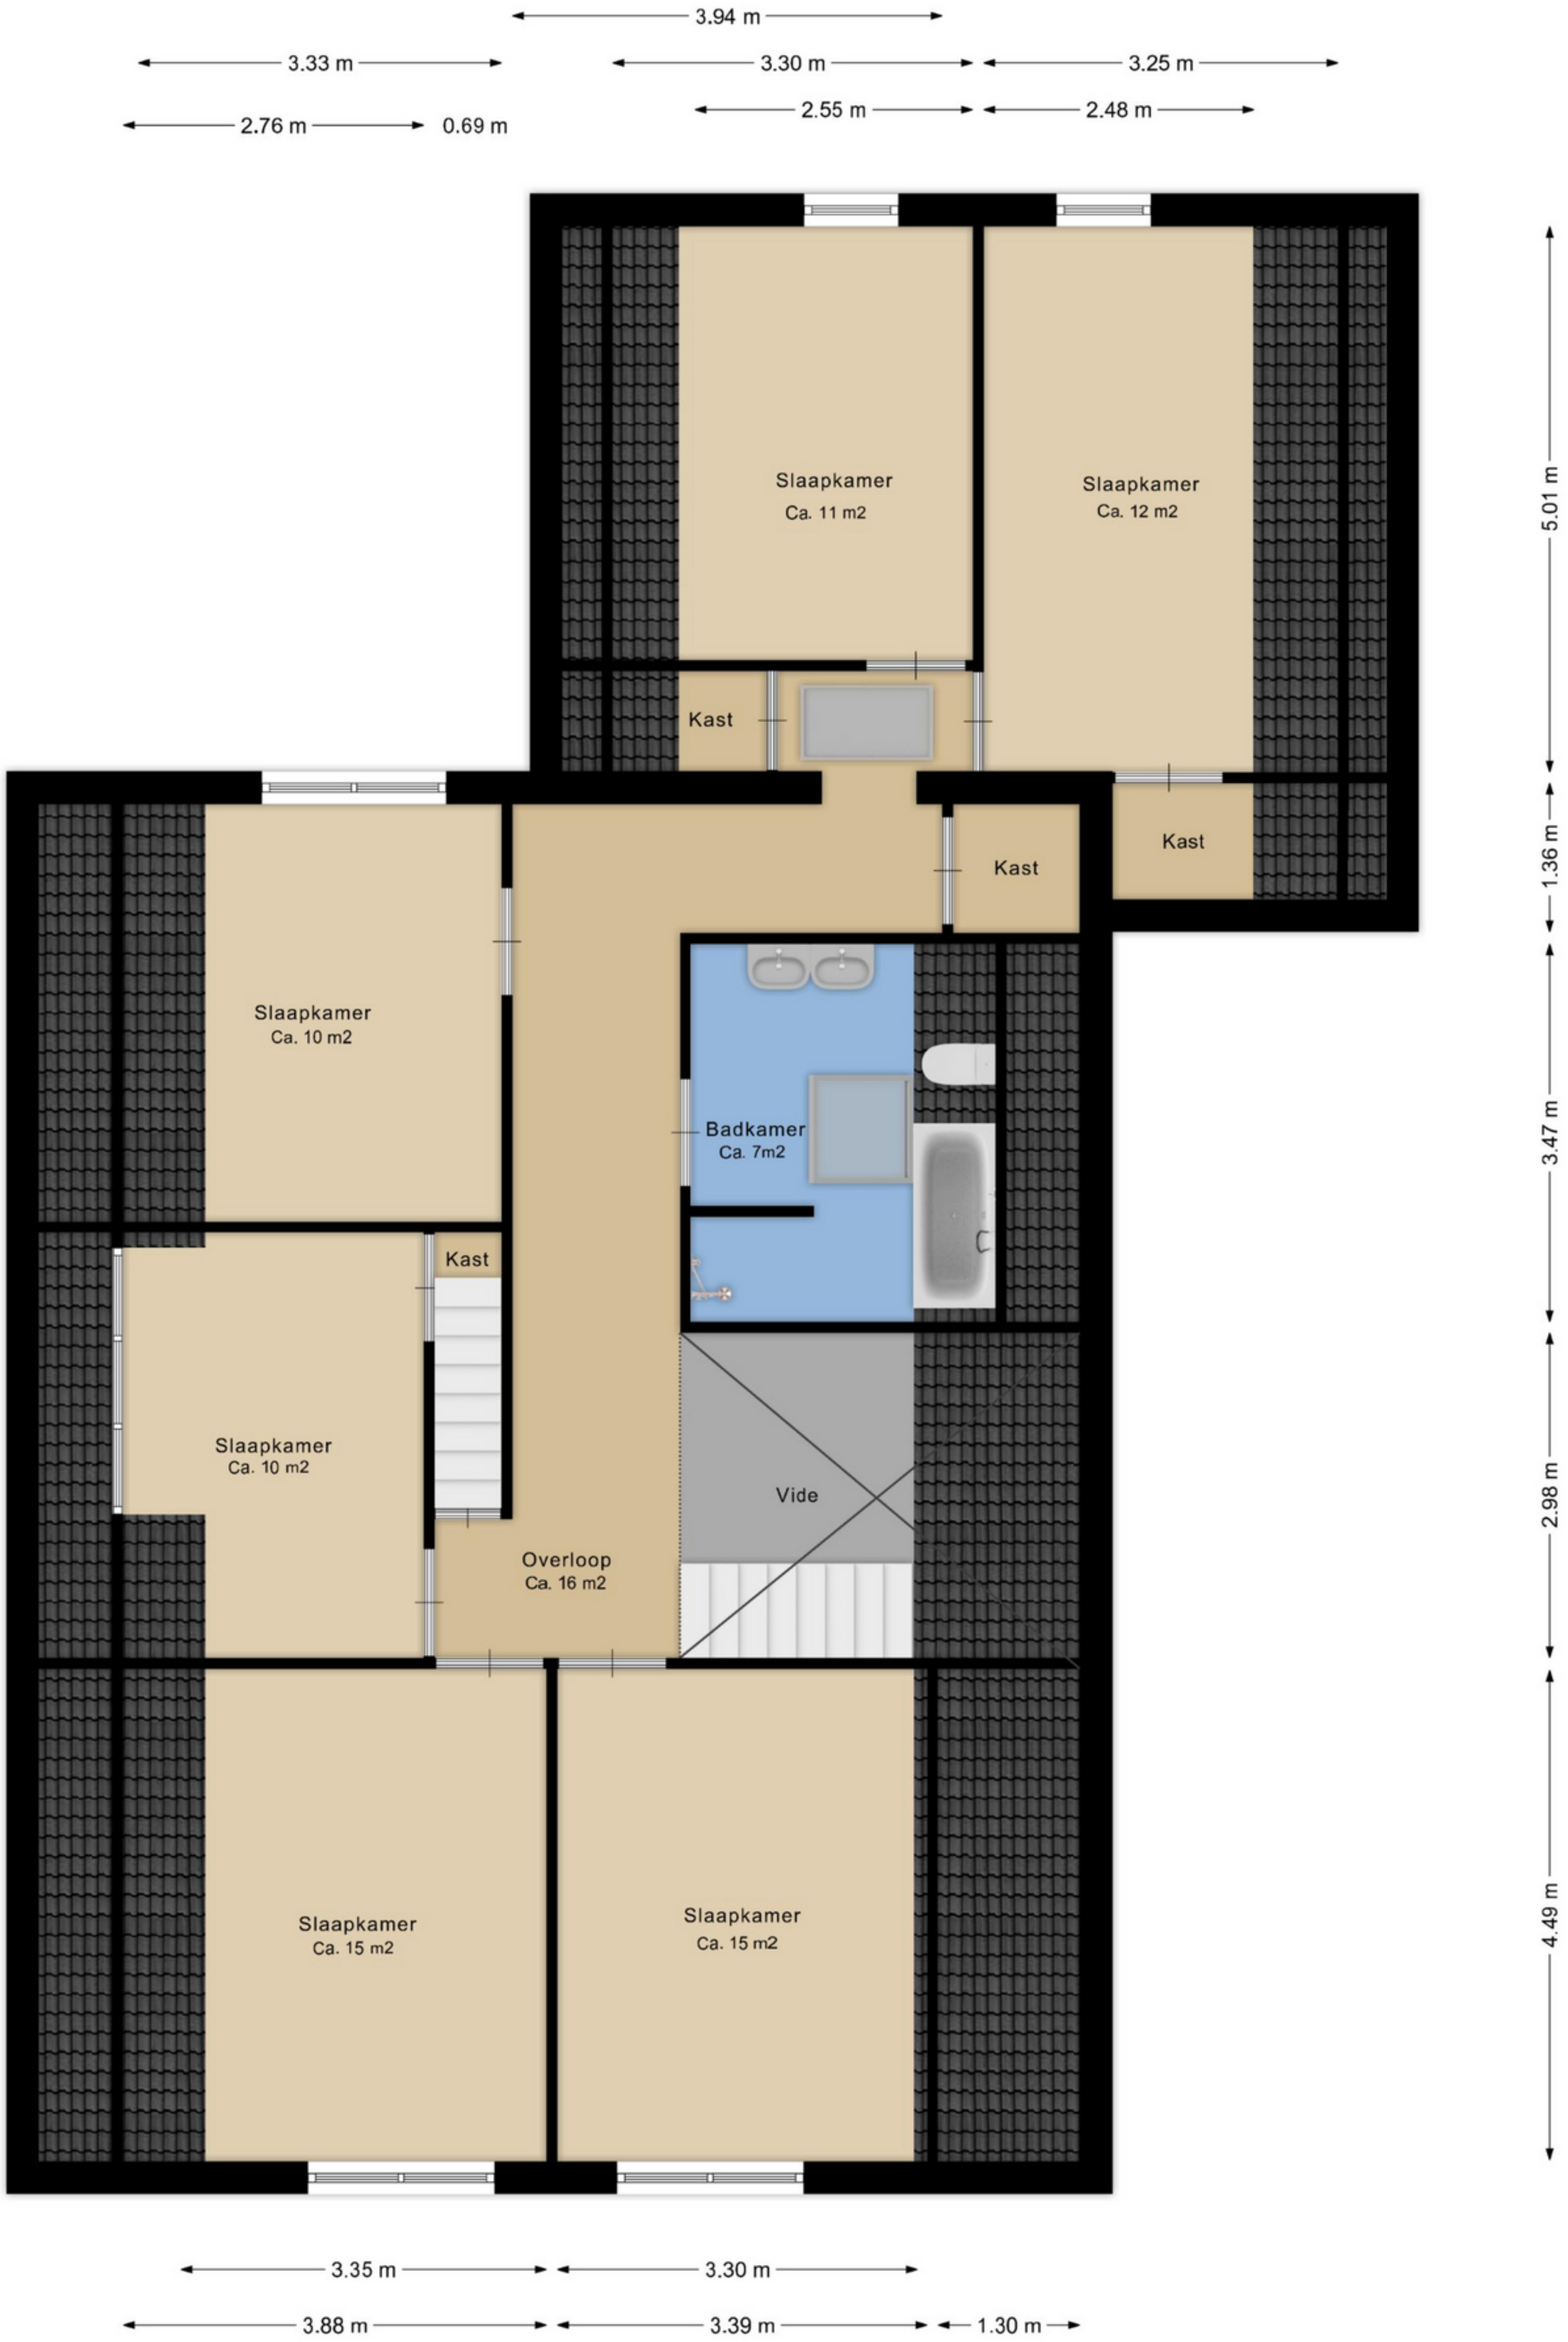 3.94 m
3.33 m
3.30 m
3.25 m
2.55 m
2.48 m
2.76 m
0.69 m
Slaapkamer
Ca. 11 m2
Slaapkamer
Ca. 12 m2
5.01 m
Kast
Kast
Kast
1.36 m
Slaapkamer
Ca. 10 m2
Badkamer
Ca. 7m2
3.47 m
Kast
Slaapkamer
Ca. 10 m2
Vide
2.98 m
Overloop
Ca. 16 m2
Slaapkamer
Ca. 15 m2
Slaapkamer
Ca. 15 m2
4.49 m
3.35 m
3.30 m
3.88 m
3.39 m
1.30 m